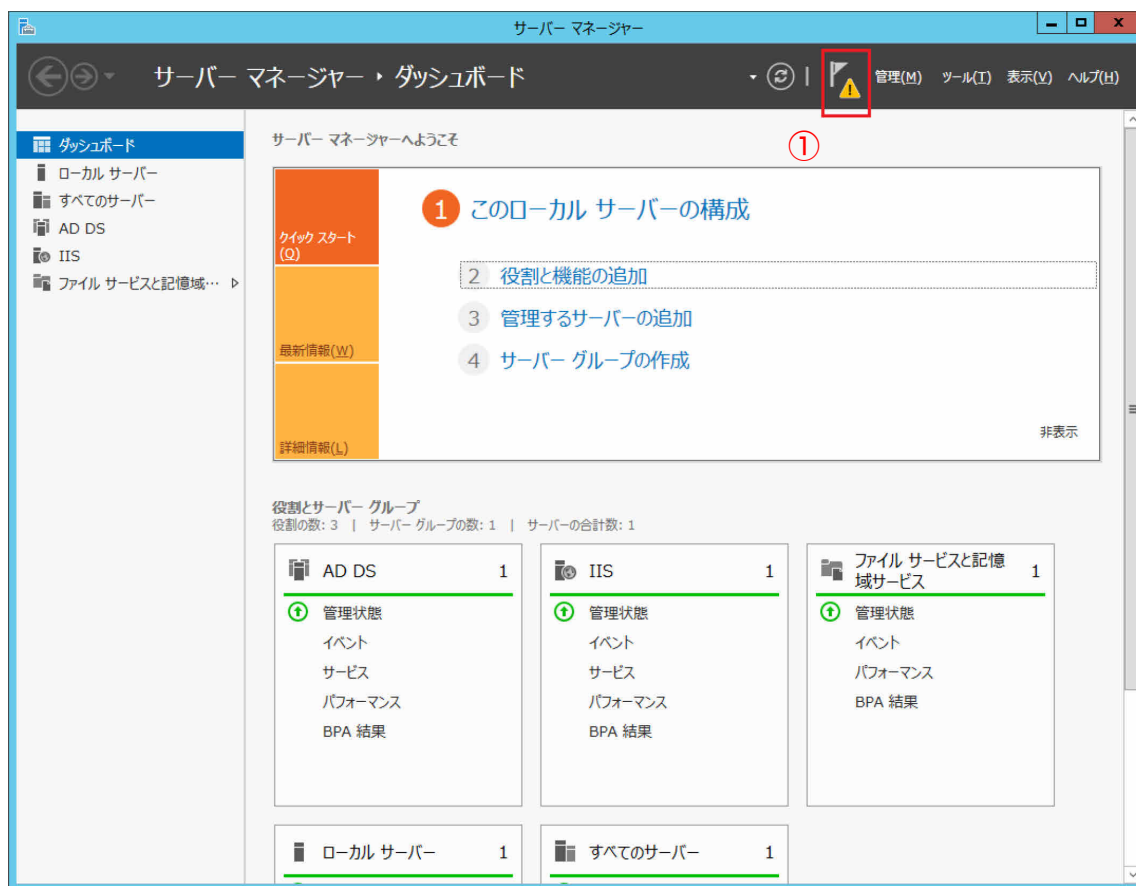 サーバー マネージャー
サーバー マネージャー ‣ ダッシュボード
管理(M) ツール(T) 表示(V) ヘルプ(H)
①
ダッシュボード
ローカル サーバー
すべてのサーバー
AD DS
IIS
ファイル サービスと記憶域…
サーバー マネージャーへようこそ
クイック スタート
(Q)
最新情報(W)
詳細情報(L)
1 このローカル サーバーの構成
2 役割と機能の追加
3 管理するサーバーの追加
4 サーバー グループの作成
非表示
役割とサーバー グループ
役割の数: 3 | サーバー グループの数: 1 | サーバーの合計数: 1
AD DS 1
管理状態
イベント
サービス
パフォーマンス
BPA 結果
IIS 1
管理状態
イベント
サービス
パフォーマンス
BPA 結果
ファイル サービスと記憶
域サービス 1
管理状態
イベント
パフォーマンス
BPA 結果
ローカル サーバー 1
すべてのサーバー 1